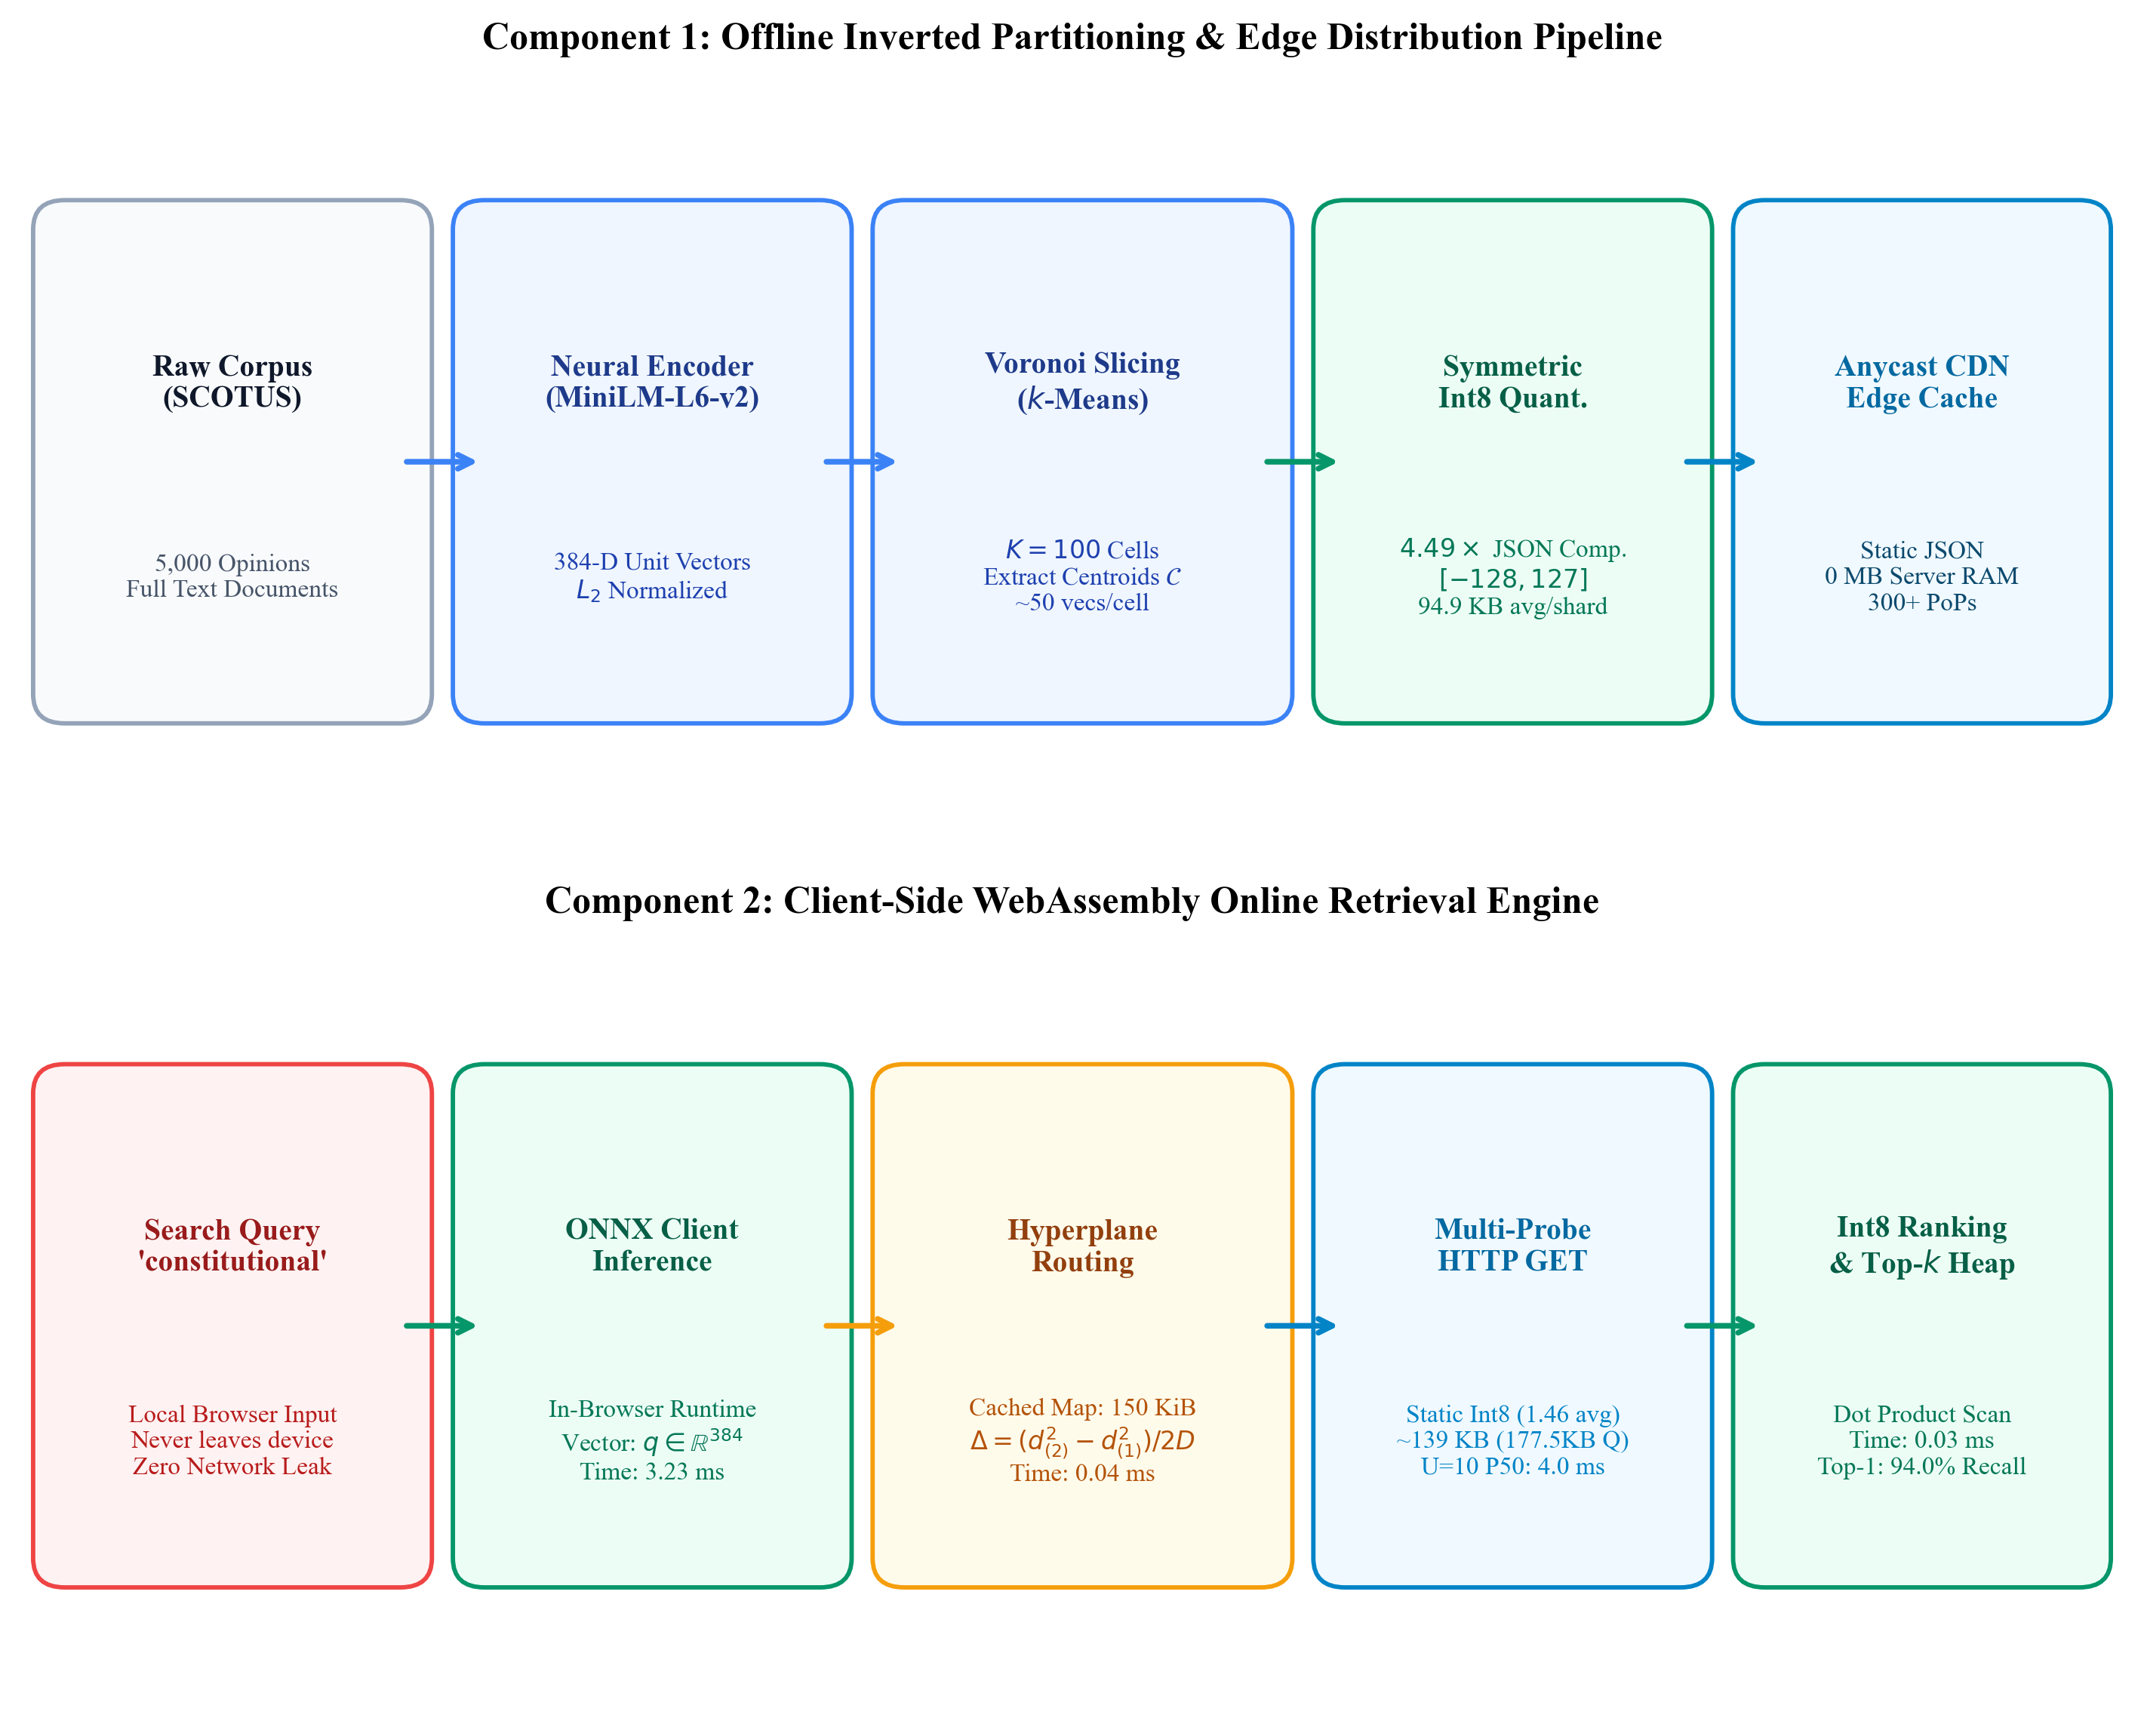 Component 1: Offline Inverted Partitioning & Edge Distribution Pipeline
Raw Corpus
(SCOTUS)
5,000 Opinions
Full Text Documents
Neural Encoder
(MiniLM-L6-v2)
384-D Unit Vectors
L₂ Normalized
Voronoi Slicing
(k-Means)
K = 100 Cells
Extract Centroids 𝒞
~50 vecs/cell
Symmetric
Int8 Quant.
4.49× JSON Comp.
[−128, 127]
94.9 KB avg/shard
Anycast CDN
Edge Cache
Static JSON
0 MB Server RAM
300+ PoPs
Component 2: Client-Side WebAssembly Online Retrieval Engine
Search Query
'constitutional'
Local Browser Input
Never leaves device
Zero Network Leak
ONNX Client
Inference
In-Browser Runtime
Vector: q ∈ ℝ³⁸⁴
Time: 3.23 ms
Hyperplane
Routing
Cached Map: 150 KiB
Δ = (d²₍₂₎ − d²₍₁₎)/2D
Time: 0.04 ms
Multi-Probe
HTTP GET
Static Int8 (1.46 avg)
~139 KB (177.5KB Q)
U=10 P50: 4.0 ms
Int8 Ranking
& Top-k Heap
Dot Product Scan
Time: 0.03 ms
Top-1: 94.0% Recall